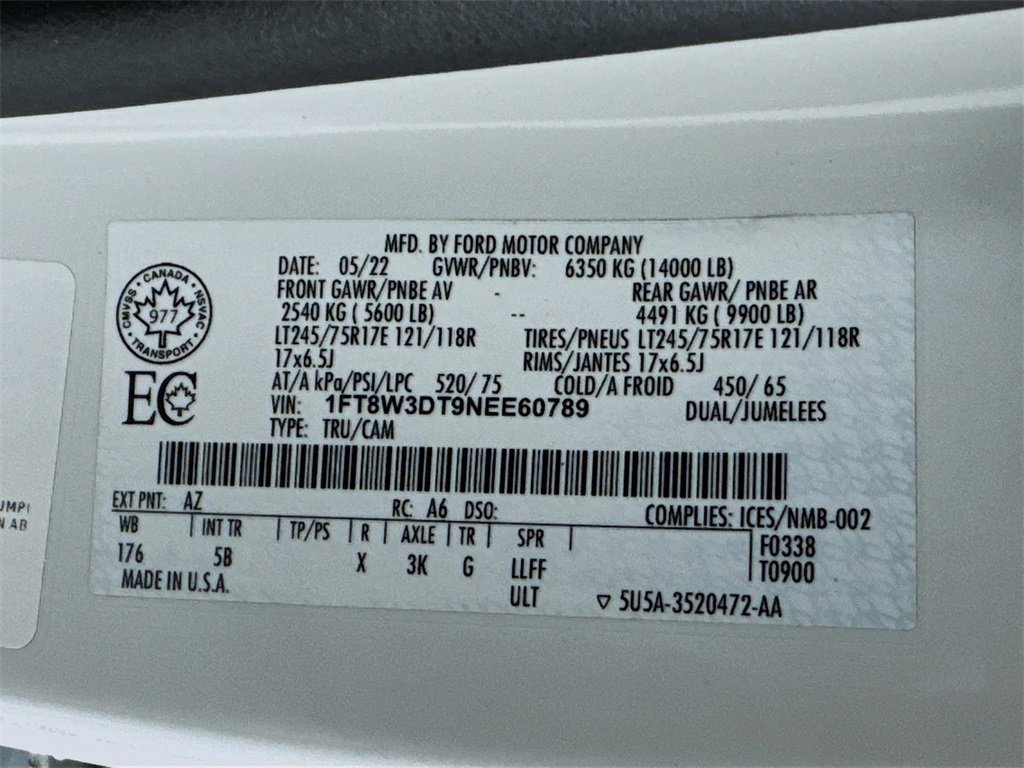 MFD. BY FORD MOTOR COMPANY
DATE: 05/22 GVWR/PNBV: 6350 KG (14000 LB)
FRONT GAWR/PNBE AV - REAR GAWR/ PNBE AR
2540 KG ( 5600 LB) -- 4491 KG ( 9900 LB)
LT245/75R17E 121/118R TIRES/PNEUS LT245/75R17E 121/118R
17x6.5J RIMS/JANTES 17x6.5J
AT/A kPa/PSI/LPC 520/ 75 COLD/A FROID 450/ 65
VIN: 1FT8W3DT9NEE60789 DUAL/JUMELEES
TYPE: TRU/CAM
CANADA
CMVSS NSVAC
977
TRANSPORT
EC
EXT PNT: AZ RC: A6 DSO: COMPLIES: ICES/NMB-002
WB | INT TR | TP/PS | R | AXLE | TR | SPR | F0338
176 5B X 3K G LLFF T0900
MADE IN U.S.A. ULT ▽ 5U5A-3520472-AA
N AB